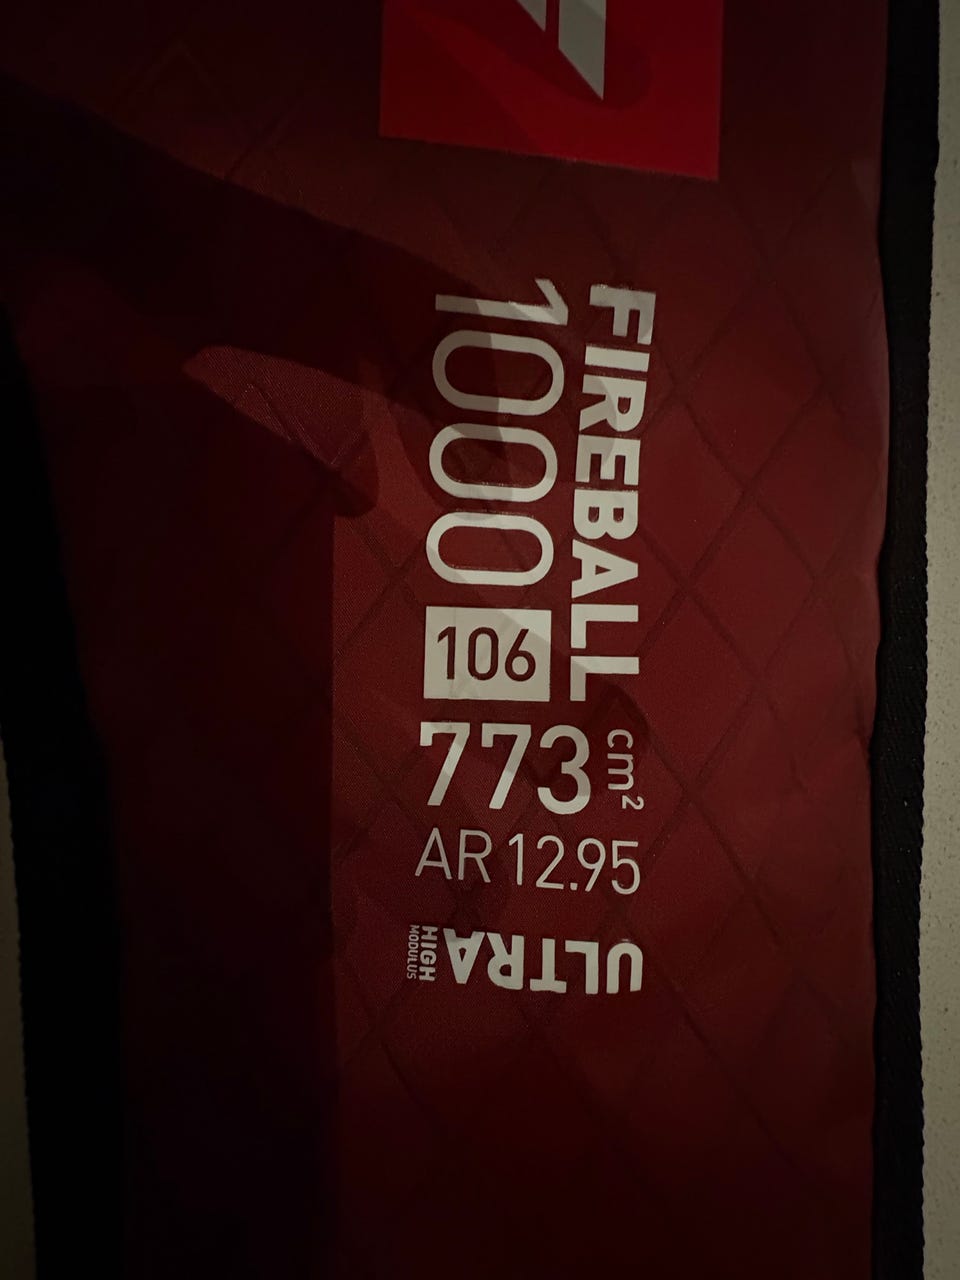 FIREBALL
1000
106
773 cm²
AR 12.95
ULTRA
HIGH
MODULUS